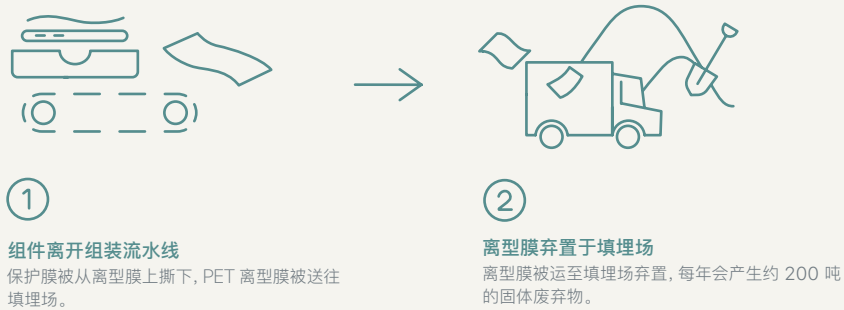 1
组件离开组装流水线
保护膜被从离型膜上撕下, PET 离型膜被送往
填埋场。
2
离型膜弃置于填埋场
离型膜被运至填埋场弃置, 每年会产生约 200 吨
的固体废弃物。